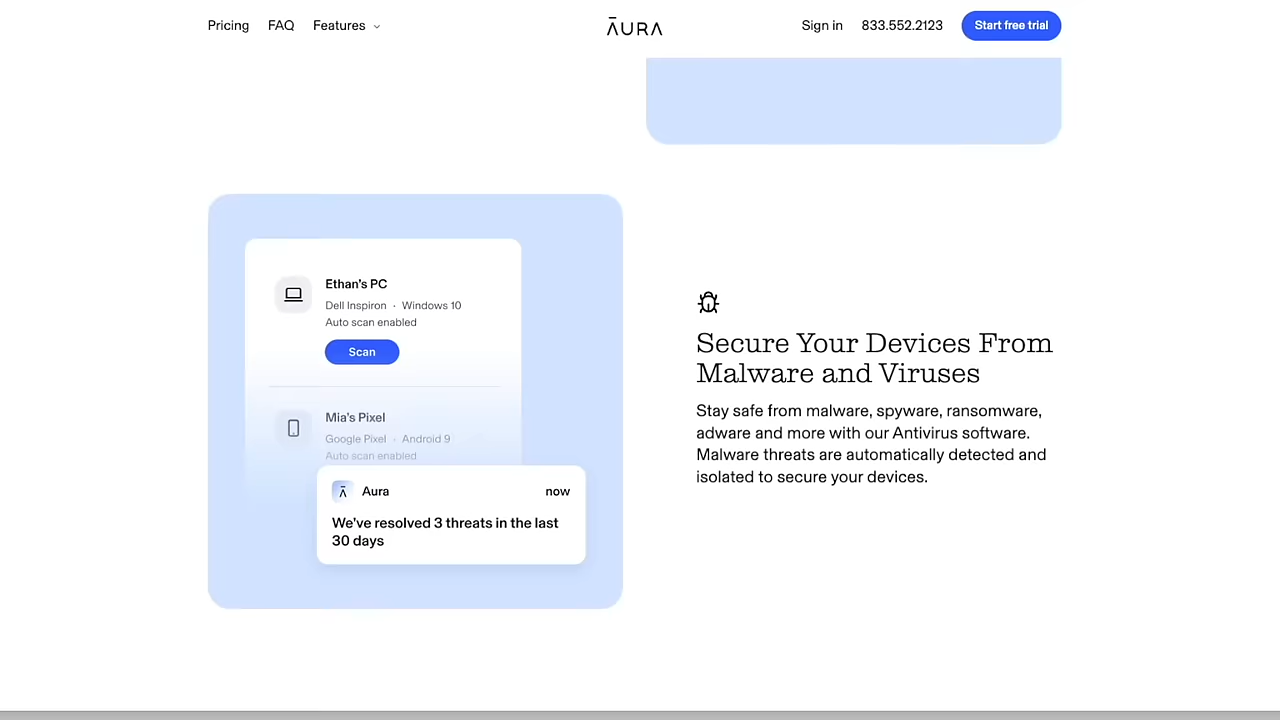 Pricing FAQ Features
ĀURA
Sign in 833.552.2123 Start free trial
Ethan's PC
Dell Inspiron · Windows 10
Auto scan enabled
Scan
Mia's Pixel
Google Pixel · Android 9
Auto scan enabled
Aura now
We've resolved 3 threats in the last
30 days
Secure Your Devices From
Malware and Viruses
Stay safe from malware, spyware, ransomware,
adware and more with our Antivirus software.
Malware threats are automatically detected and
isolated to secure your devices.